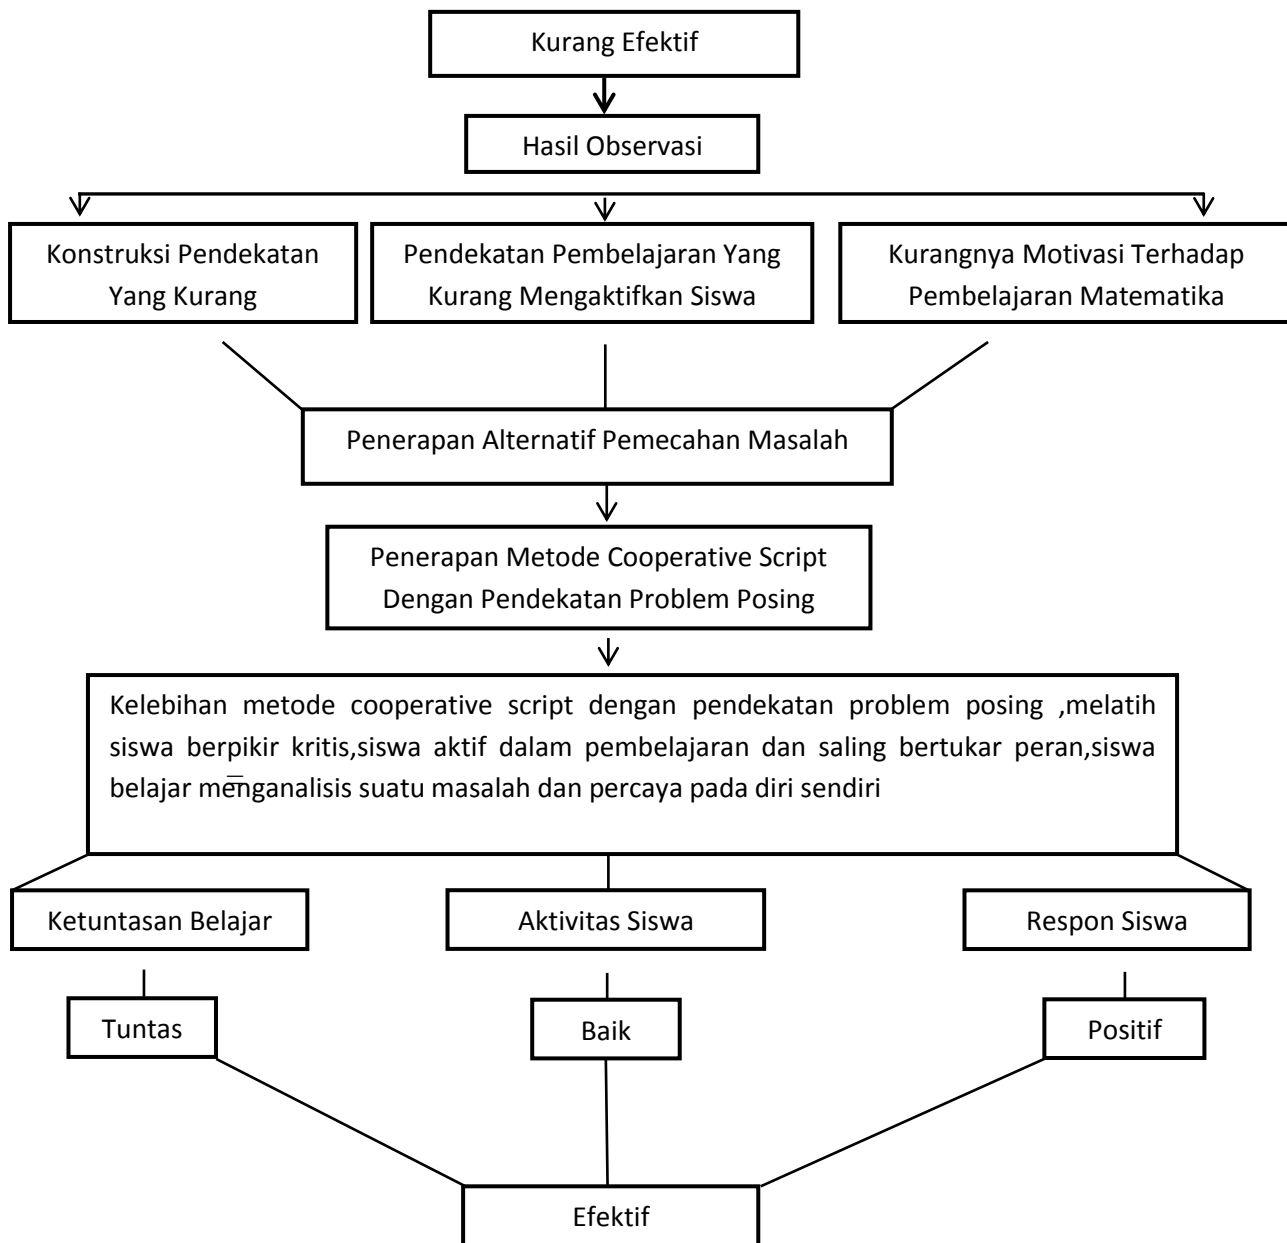 Kurang Efektif
Hasil Observasi
Konstruksi Pendekatan
Yang Kurang
Pendekatan Pembelajaran Yang
Kurang Mengaktifkan Siswa
Kurangnya Motivasi Terhadap
Pembelajaran Matematika
Penerapan Alternatif Pemecahan Masalah
Penerapan Metode Cooperative Script
Dengan Pendekatan Problem Posing
Kelebihan metode cooperative script dengan pendekatan problem posing ,melatih
siswa berpikir kritis,siswa aktif dalam pembelajaran dan saling bertukar peran,siswa
belajar menganalisis suatu masalah dan percaya pada diri sendiri
Ketuntasan Belajar
Aktivitas Siswa
Respon Siswa
Tuntas
Baik
Positif
Efektif